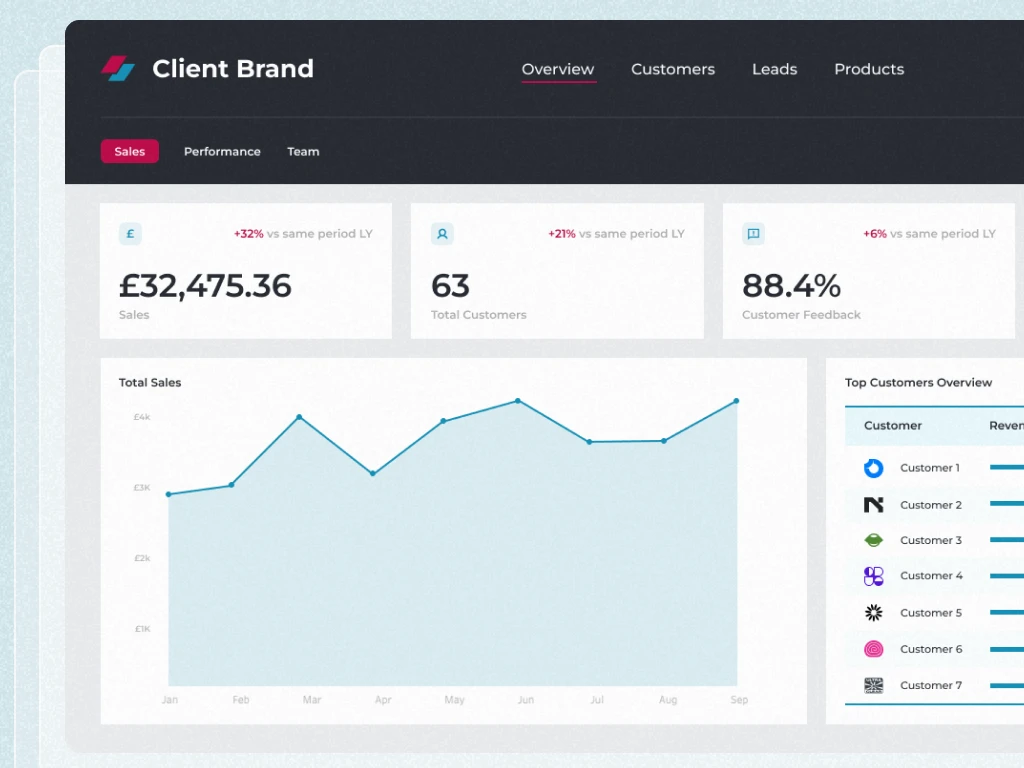 Client Brand
Overview Customers Leads Products
Sales Performance Team
£ +32% vs same period LY
£32,475.36
Sales
+21% vs same period LY
63
Total Customers
+6% vs same period LY
88.4%
Customer Feedback
Total Sales
£4k
£3K
£2k
£1K
Jan Feb Mar Apr May Jun Jul Aug Sep
Top Customers Overview
Customer Reven
Customer 1
Customer 2
Customer 3
Customer 4
Customer 5
Customer 6
Customer 7